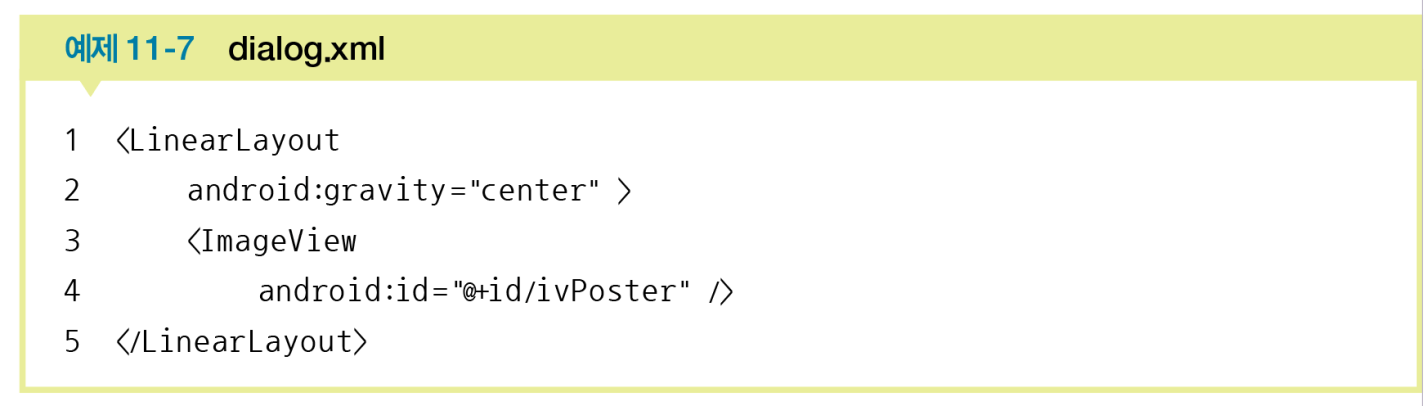 예제 11-7 dialog.xml
1 <LinearLayout
2 android:gravity="center" >
3 <ImageView
4 android:id="@+id/ivPoster" />
5 </LinearLayout>